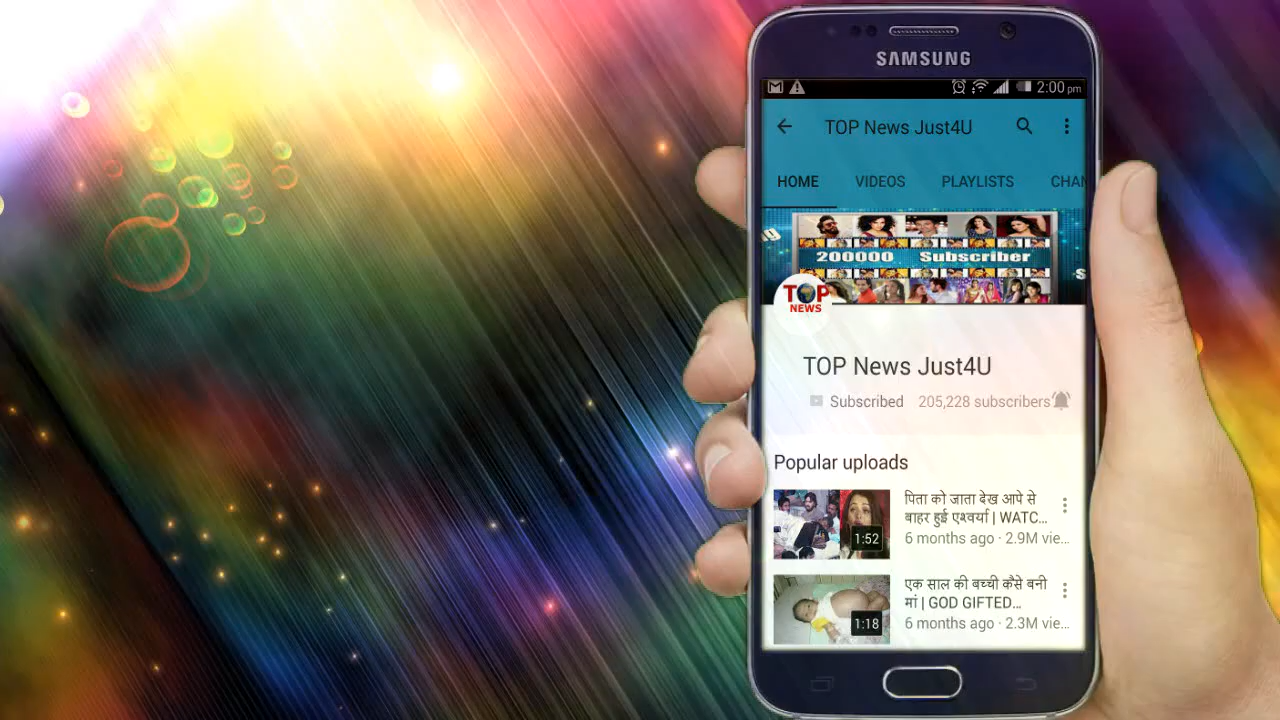 SAMSUNG
2:00 pm
TOP News Just4U
HOME VIDEOS PLAYLISTS CHAN
200000 Subscriber
TOP
NEWS
TOP News Just4U
Subscribed 205,228 subscribers
Popular uploads
पिता को जाता देख आपे से
बाहर हुई एश्वर्या | WATC...
1:52
6 months ago · 2.9M vie...
एक साल की बच्ची कैसे बनी
मां | GOD GIFTED...
1:18
6 months ago · 2.3M vie...